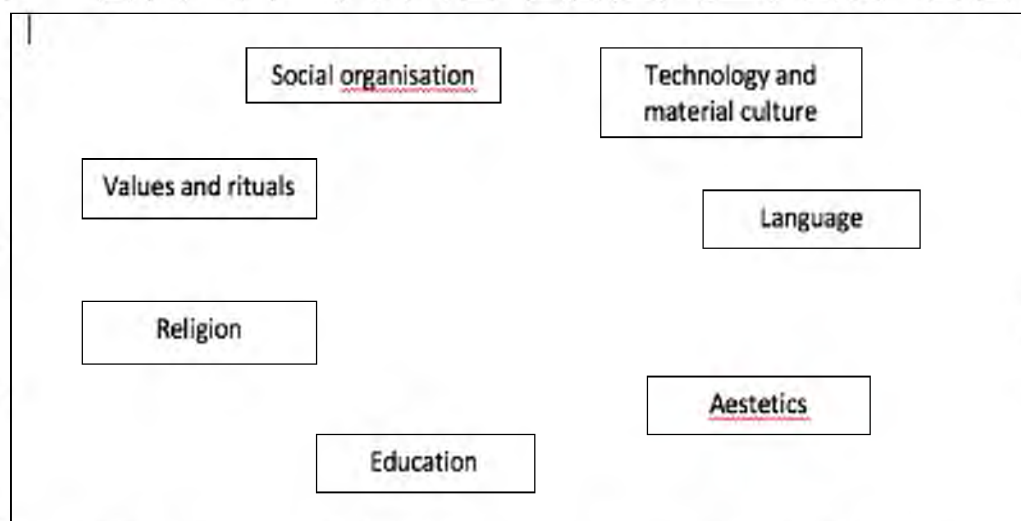 Social organisation
Technology and
material culture
Values and rituals
Language
Religion
Aestetics
Education